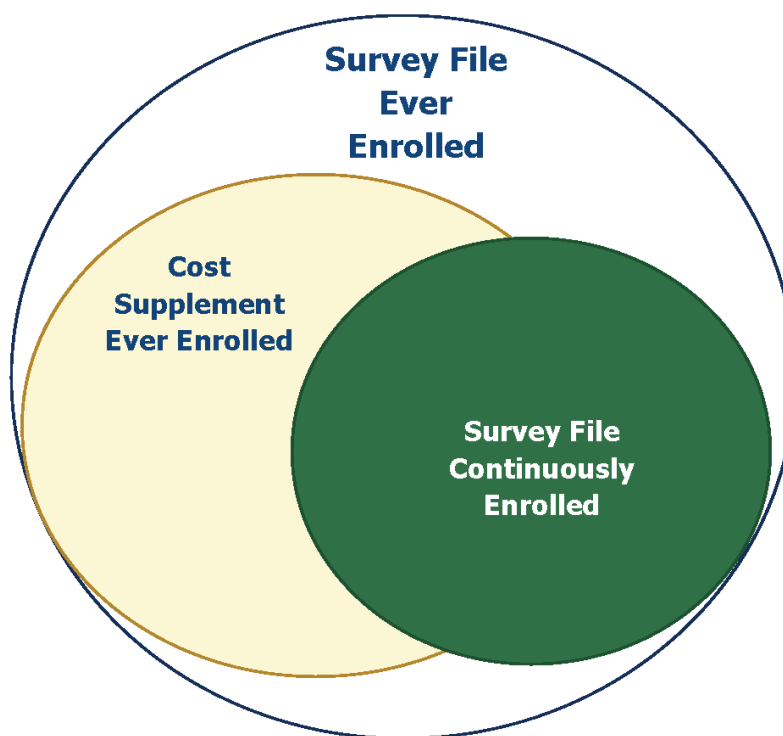 Survey File
Ever
Enrolled
Cost
Supplement
Ever Enrolled
Survey File
Continuously
Enrolled